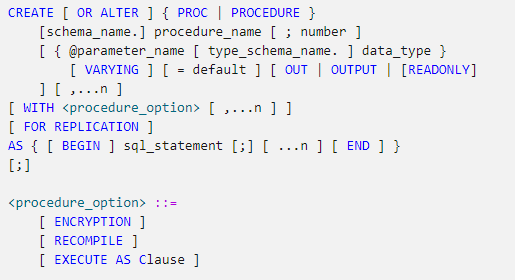 CREATE [ OR ALTER ] { PROC | PROCEDURE }
    [schema_name.] procedure_name [ ; number ]
    [ { @parameter_name [ type_schema_name. ] data_type }
        [ VARYING ] [ = default ] [ OUT | OUTPUT | [READONLY]
    ] [ ,...n ]
[ WITH <procedure_option> [ ,...n ] ]
[ FOR REPLICATION ]
AS { [ BEGIN ] sql_statement [;] [ ...n ] [ END ] }
[;]

<procedure_option> ::=
    [ ENCRYPTION ]
    [ RECOMPILE ]
    [ EXECUTE AS Clause ]